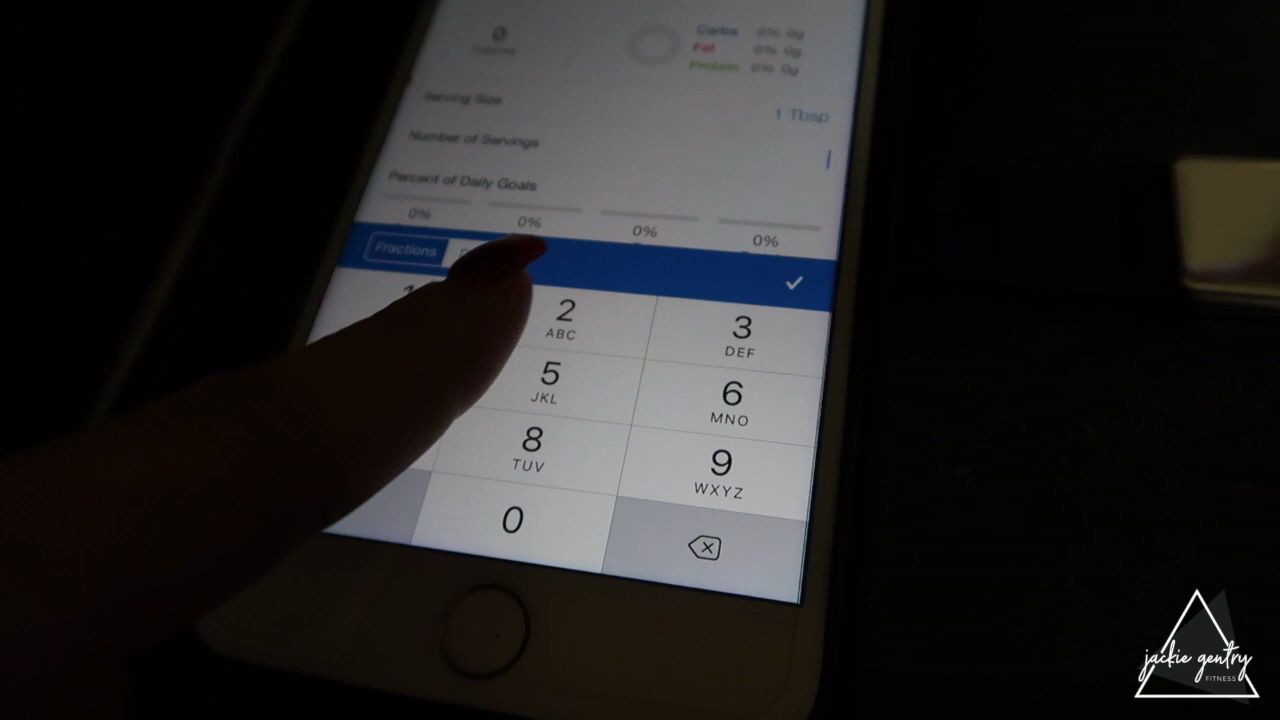 0
Carbs 0% 0g
Fat 0% 0g
Protein 0% 0g
Serving Size
1 Tbsp
Number of Servings
Percent of Daily Goals
0% 0% 0% 0%
Fractions
1 2 3
ABC DEF
5 6
JKL MNO
8 9
TUV WXYZ
0
jackie gentry
FITNESS